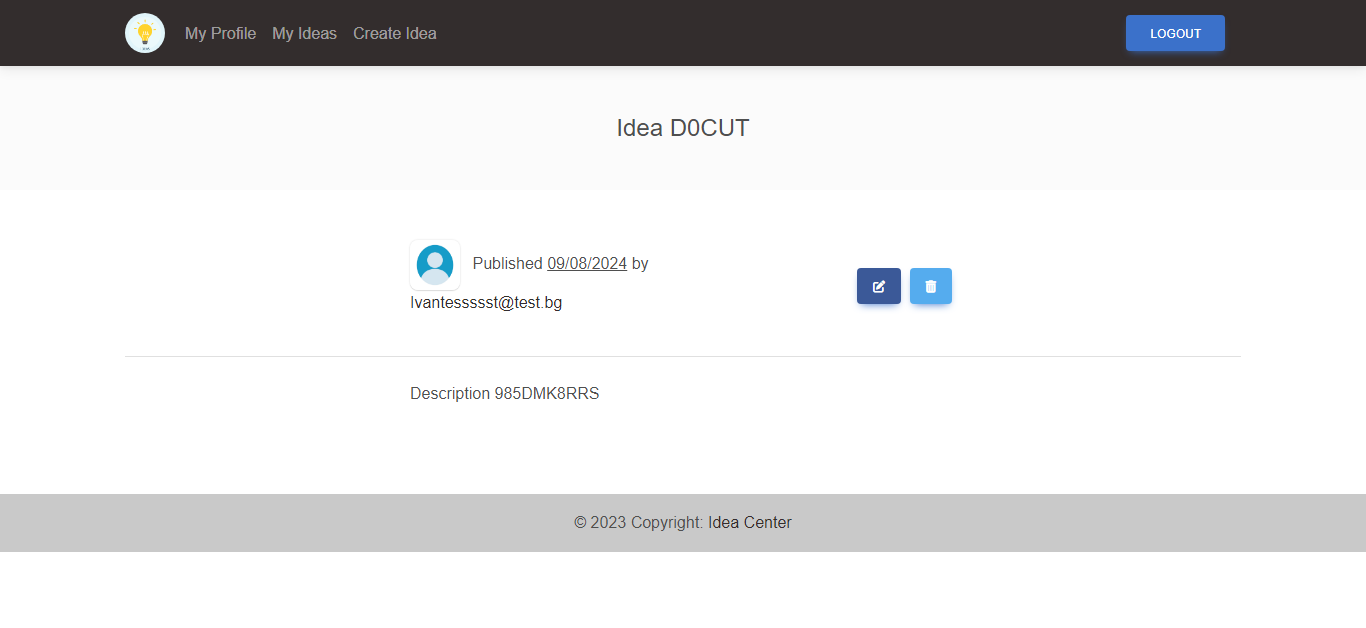 My Profile My Ideas Create Idea LOGOUT
Idea D0CUT
Published 09/08/2024 by
Ivantessssst@test.bg
Description 985DMK8RRS
© 2023 Copyright: Idea Center